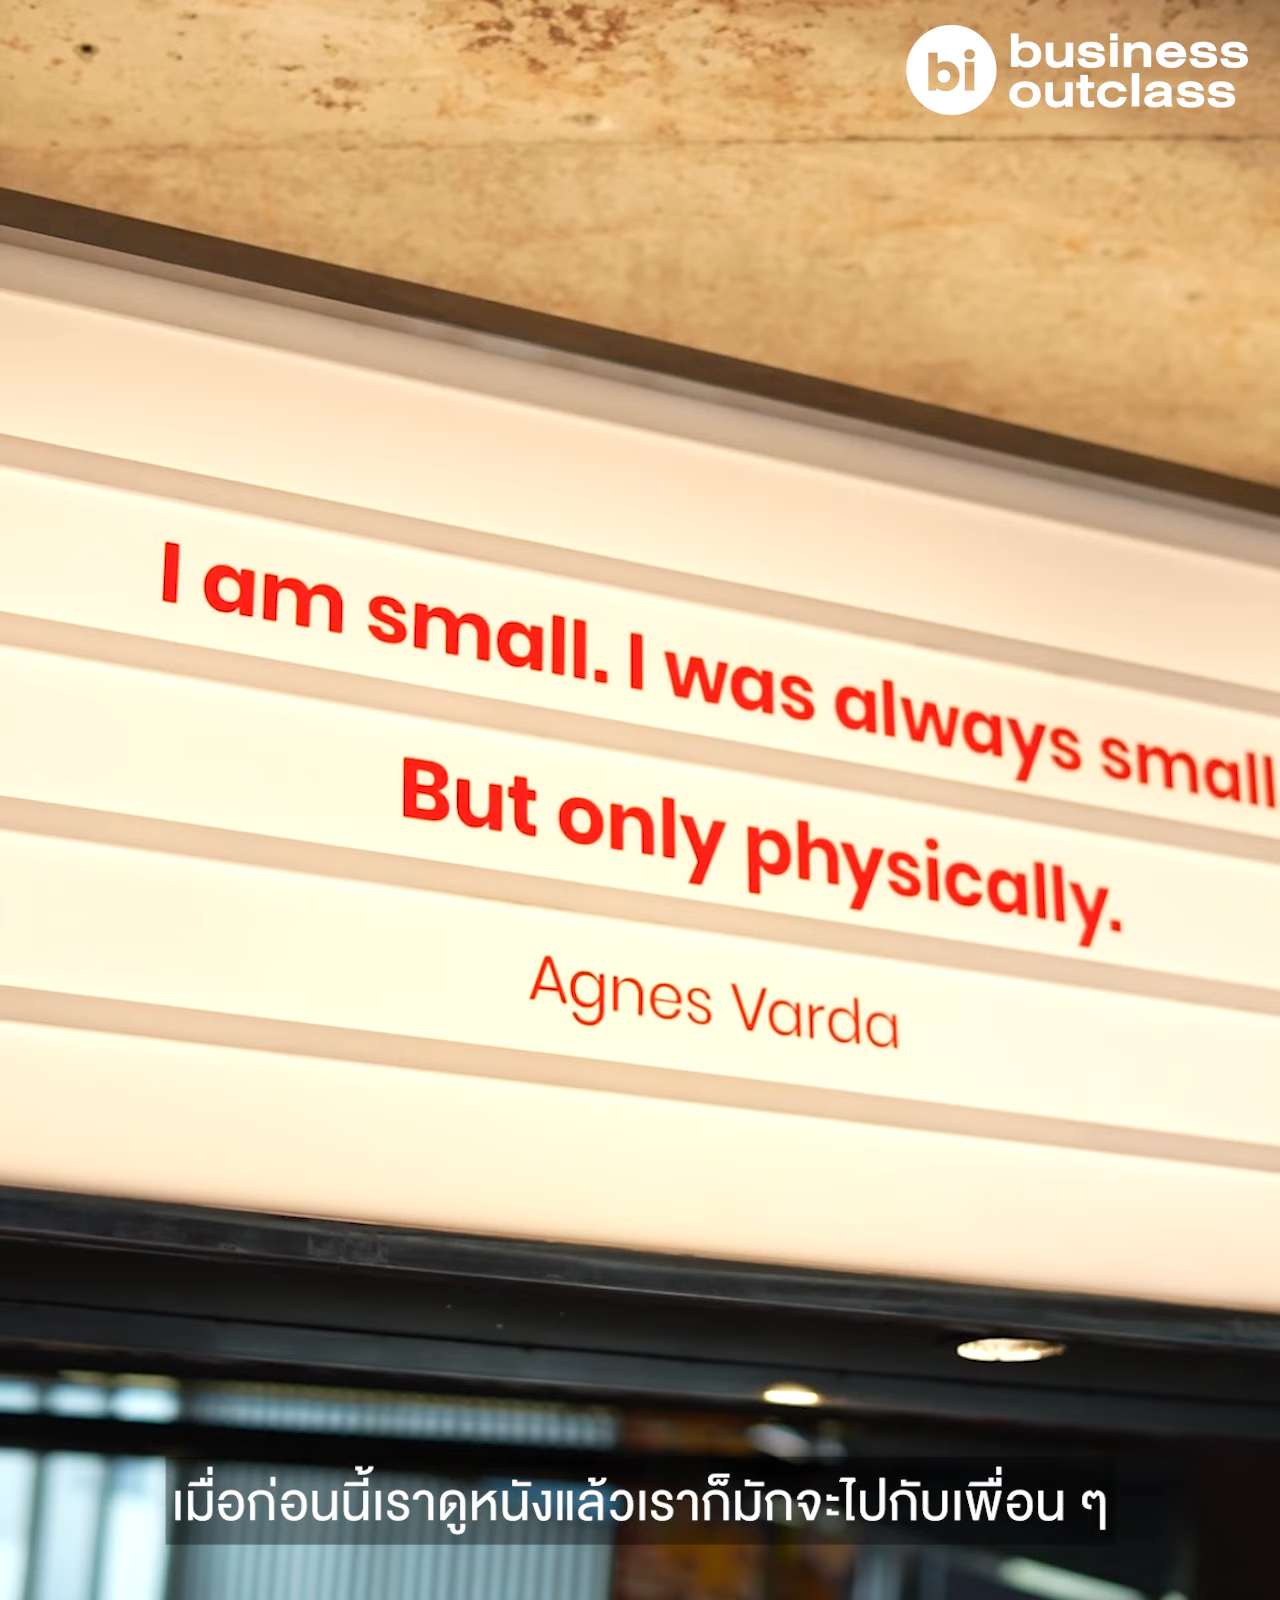 bi business
outclass
I am small. I was always small
But only physically.
Agnes Varda
เมื่อก่อนนี้เราดูหนังแล้วเราก็มักจะไปกับเพื่อน ๆ